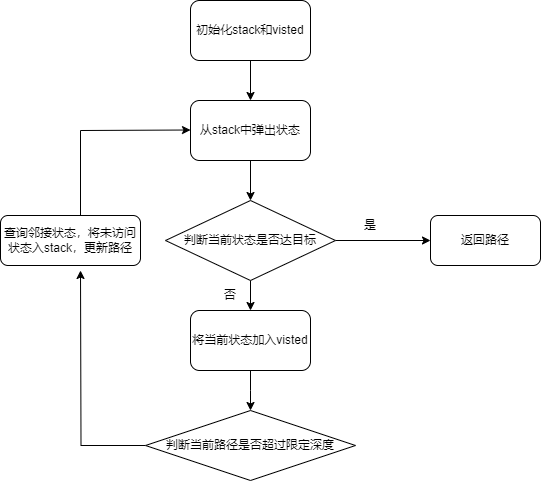 初始化stack和visted
从stack中弹出状态
查询邻接状态，将未访问
状态入stack，更新路径
判断当前状态是否达目标
是
返回路径
否
将当前状态加入visted
判断当前路径是否超过限定深度